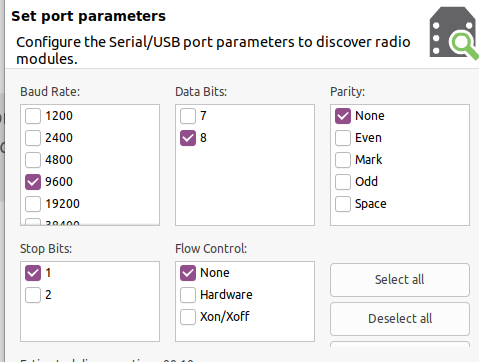 Set port parameters
Configure the Serial/USB port parameters to discover radio
modules.
Baud Rate:
1200
2400
4800
9600
19200
38400
Data Bits:
7
8
Parity:
None
Even
Mark
Odd
Space
Stop Bits:
1
2
Flow Control:
None
Hardware
Xon/Xoff
Select all
Deselect all